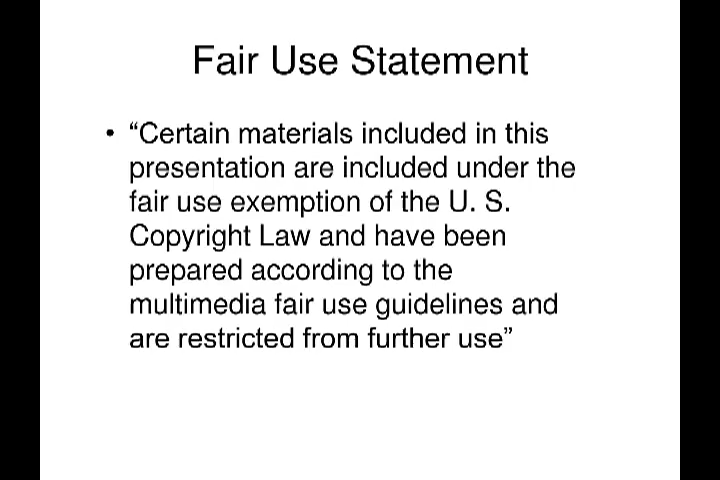 Fair Use Statement
• “Certain materials included in this
presentation are included under the
fair use exemption of the U. S.
Copyright Law and have been
prepared according to the
multimedia fair use guidelines and
are restricted from further use”